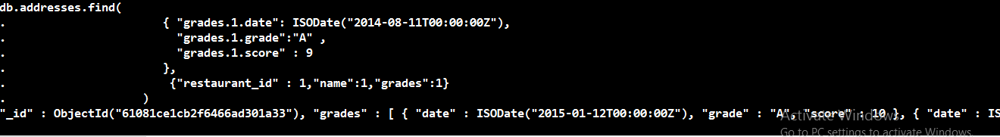 db.addresses.find(
. { "grades.1.date": ISODate("2014-08-11T00:00:00Z"),
. "grades.1.grade":"A" ,
. "grades.1.score" : 9
. },
. {"restaurant_id" : 1,"name":1,"grades":1}
. )
"_id" : ObjectId("61081ce1cb2f6466ad301a33"), "grades" : [ { "date" : ISODate("2015-01-12T00:00:00Z"), "grade" : "A", "score" : 10 }, { "date" : IS
Activate Windows
Go to PC settings to activate Windows.